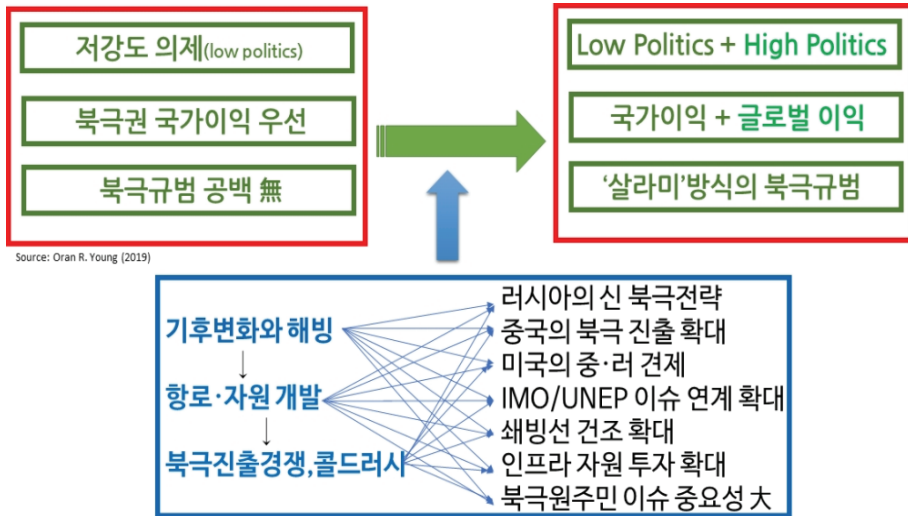 저강도 의제(low politics)
북극권 국가이익 우선
북극규범 공백 無
Low Politics + High Politics
국가이익 + 글로벌 이익
‘살라미’방식의 북극규범
Source: Oran R. Young (2019)
기후변화와 해빙
↓
항로·자원 개발
↓
북극진출경쟁,콜드러시
러시아의 신 북극전략
중국의 북극 진출 확대
미국의 중·러 견제
IMO/UNEP 이슈 연계 확대
쇄빙선 건조 확대
인프라 자원 투자 확대
북극원주민 이슈 중요성 大